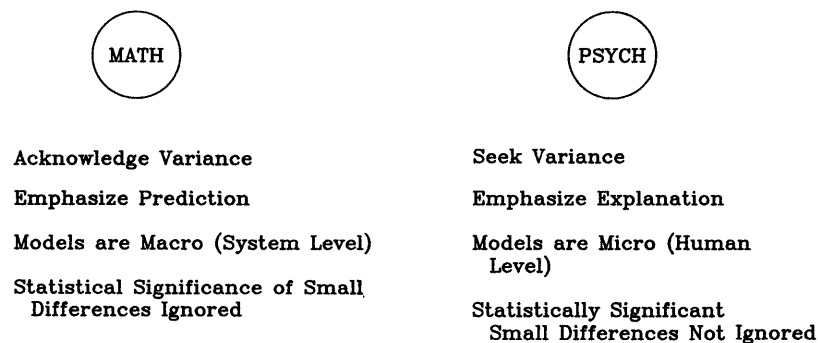 MATH
Acknowledge Variance
Emphasize Prediction
Models are Macro (System Level)
Statistical Significance of Small
Differences Ignored
PSYCH
Seek Variance
Emphasize Explanation
Models are Micro (Human
Level)
Statistically Significant
Small Differences Not Ignored